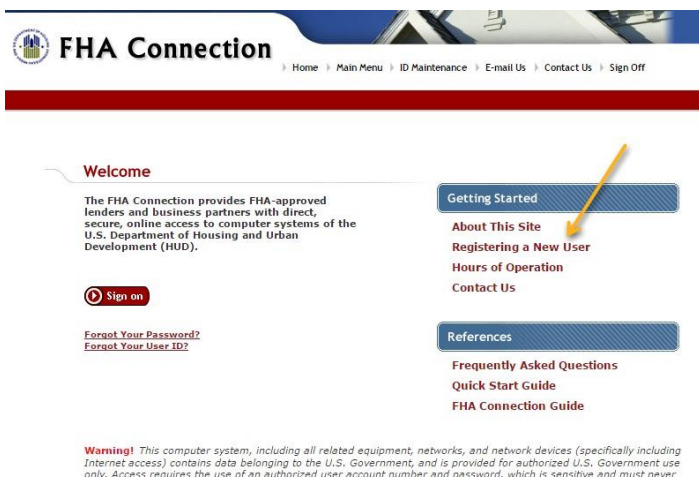 FHA Connection
Home Main Menu ID Maintenance E-mail Us Contact Us Sign Off
Welcome
The FHA Connection provides FHA-approved
lenders and business partners with direct,
secure, online access to computer systems of the
U.S. Department of Housing and Urban
Development (HUD).
Sign on
Forgot Your Password?
Forgot Your User ID?
Getting Started
About This Site
Registering a New User
Hours of Operation
Contact Us
References
Frequently Asked Questions
Quick Start Guide
FHA Connection Guide
Warning! This computer system, including all related equipment, networks, and network devices (specifically including
Internet access) contains data belonging to the U.S. Government, and is provided for authorized U.S. Government use
only. Access requires the use of an authorized user account number and password, which is sensitive and must never